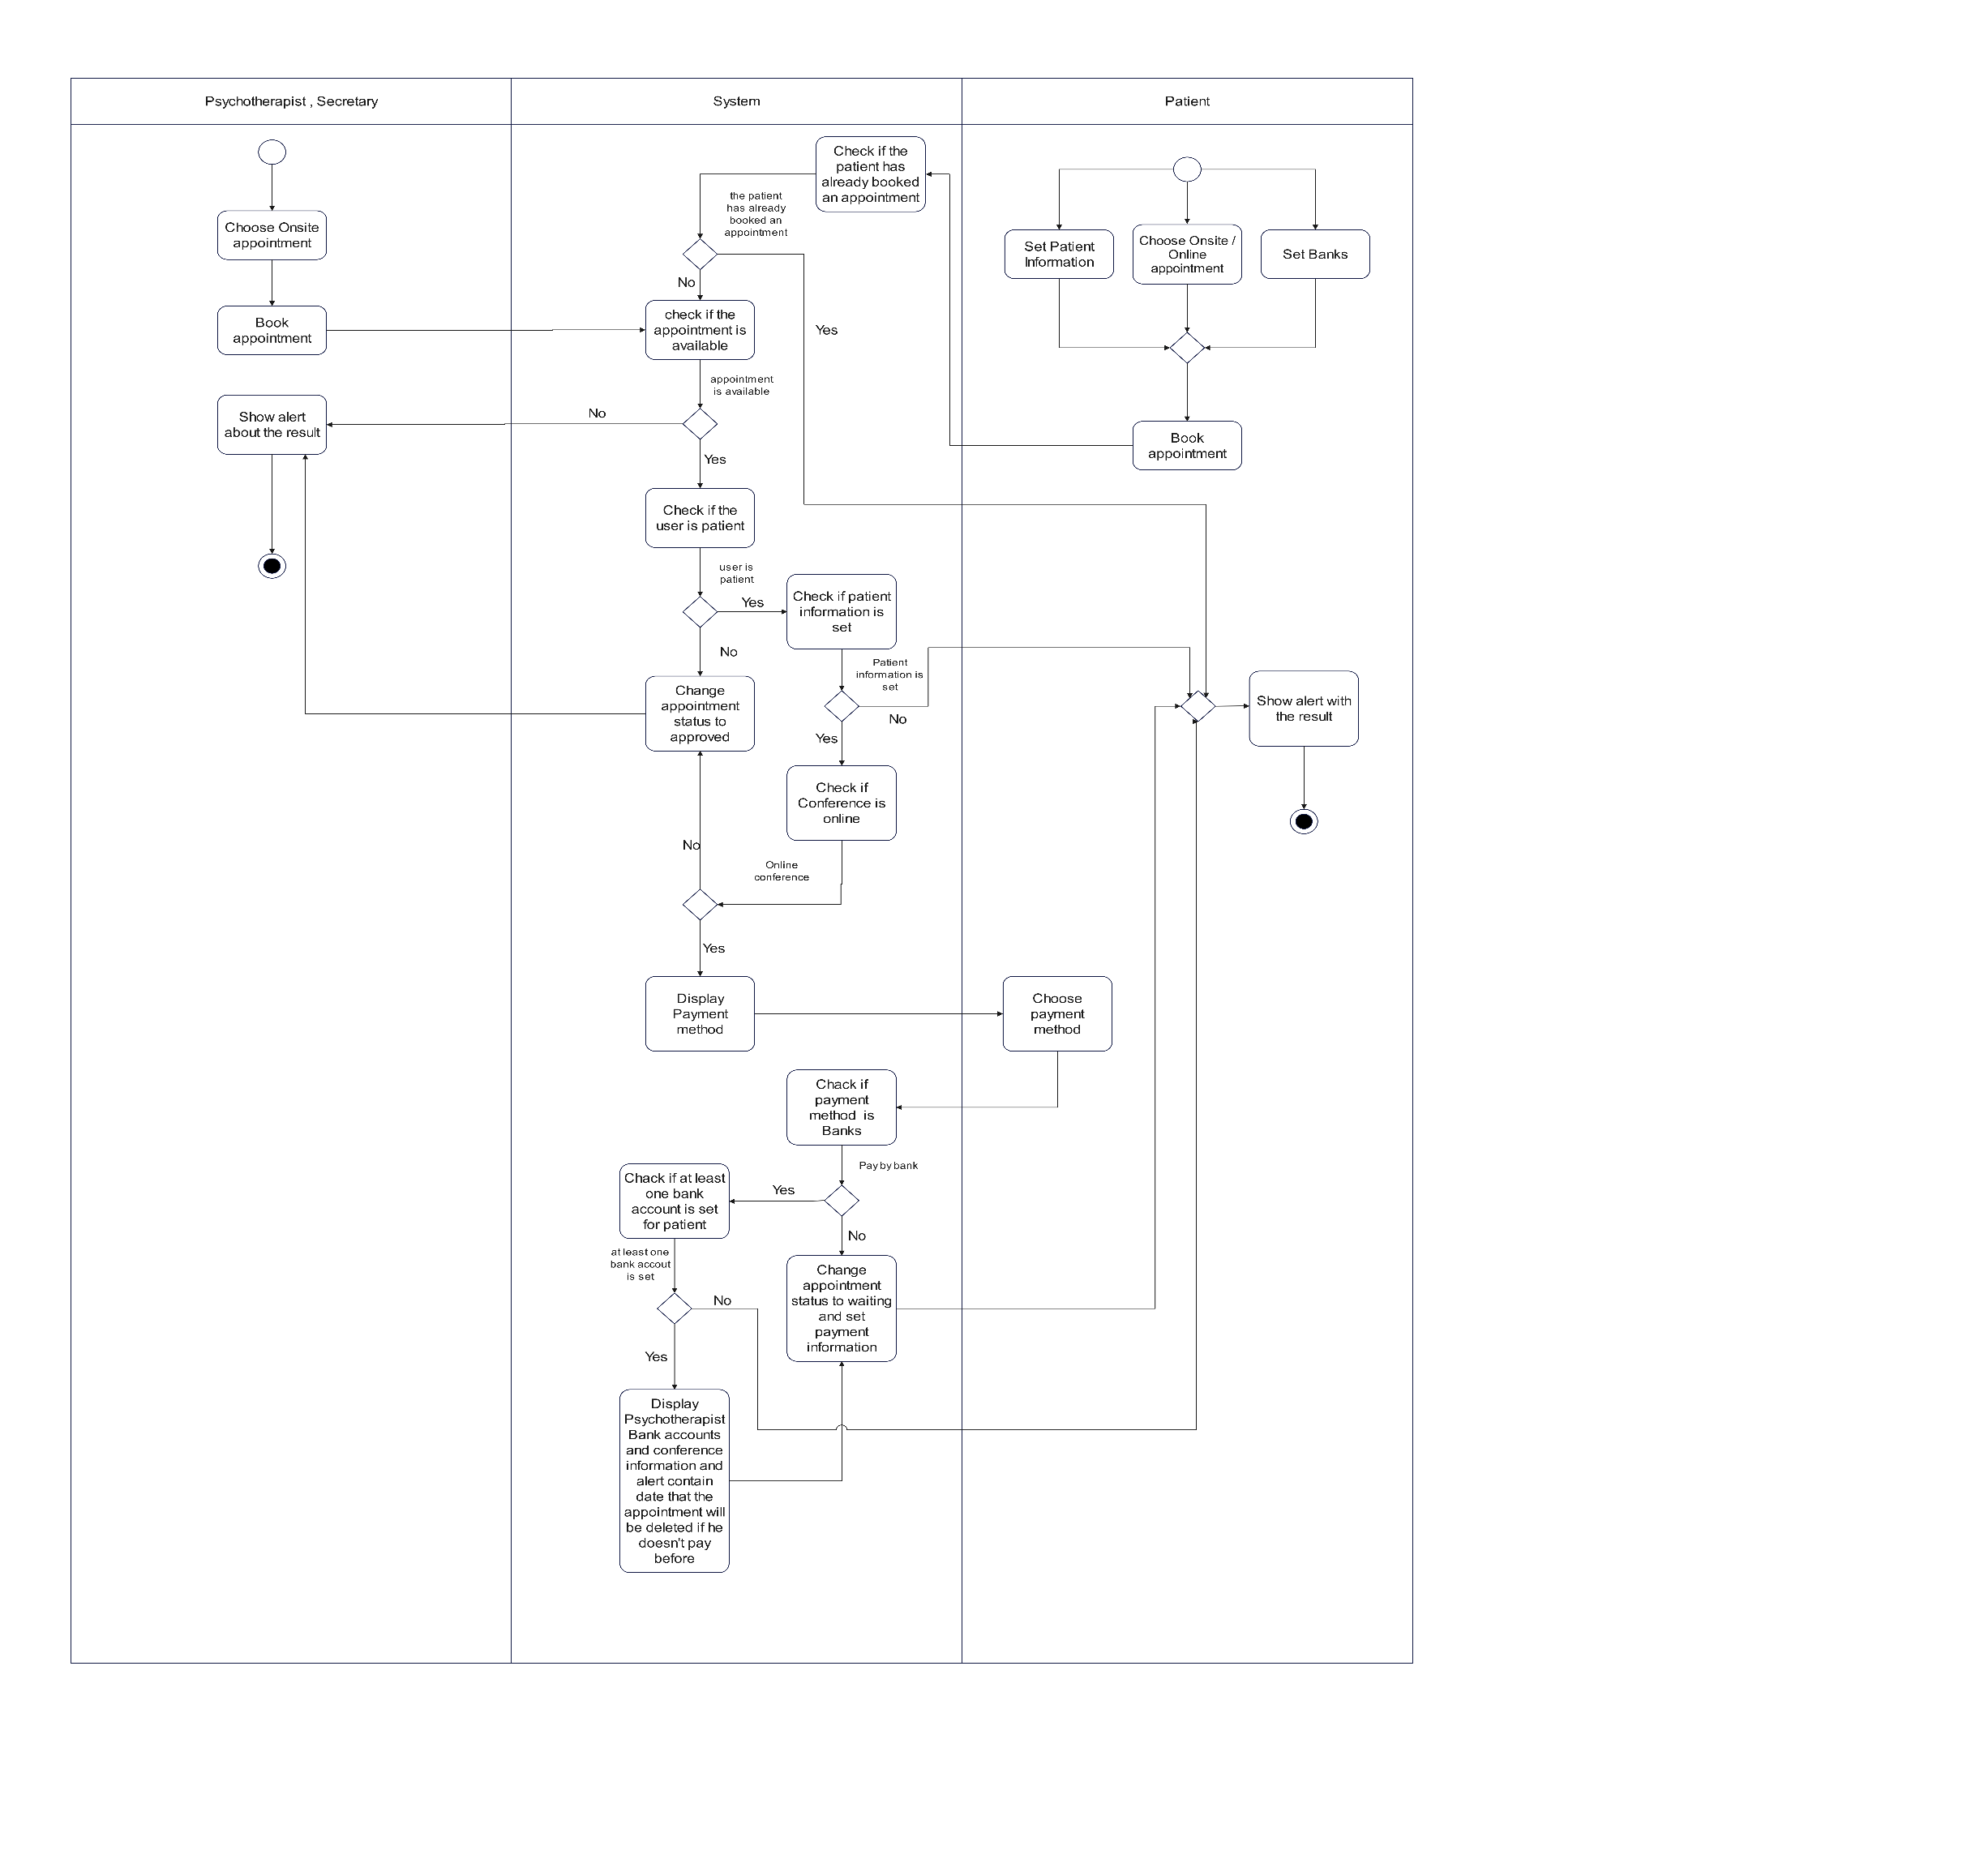 Psychotherapist , Secretary
System
Patient
Choose Onsite
appointment
Book
appointment
Show alert
about the result
Check if the
patient has
already booked
an appointment
the patient
has already
booked an
appointment
No
Yes
check if the
appointment is
available
appointment
is available
No
Yes
Check if the
user is patient
user is
patient
Yes
No
Check if patient
information is
set
Patient
information is
set
No
Yes
Change
appointment
status to
approved
Check if
Conference is
online
Online
conference
No
Yes
Display
Payment
method
Chack if
payment
method is
Banks
Pay by bank
Yes
No
Chack if at least
one bank
account is set
for patient
at least one
bank accout
is set
No
Yes
Change
appointment
status to waiting
and set
payment
information
Display
Psychotherapist
Bank accounts
and conference
information and
alert contain
date that the
appointment will
be deleted if he
doesn't pay
before
Set Patient
Information
Choose Onsite /
Online
appointment
Set Banks
Book
appointment
Show alert with
the result
Choose
payment
method